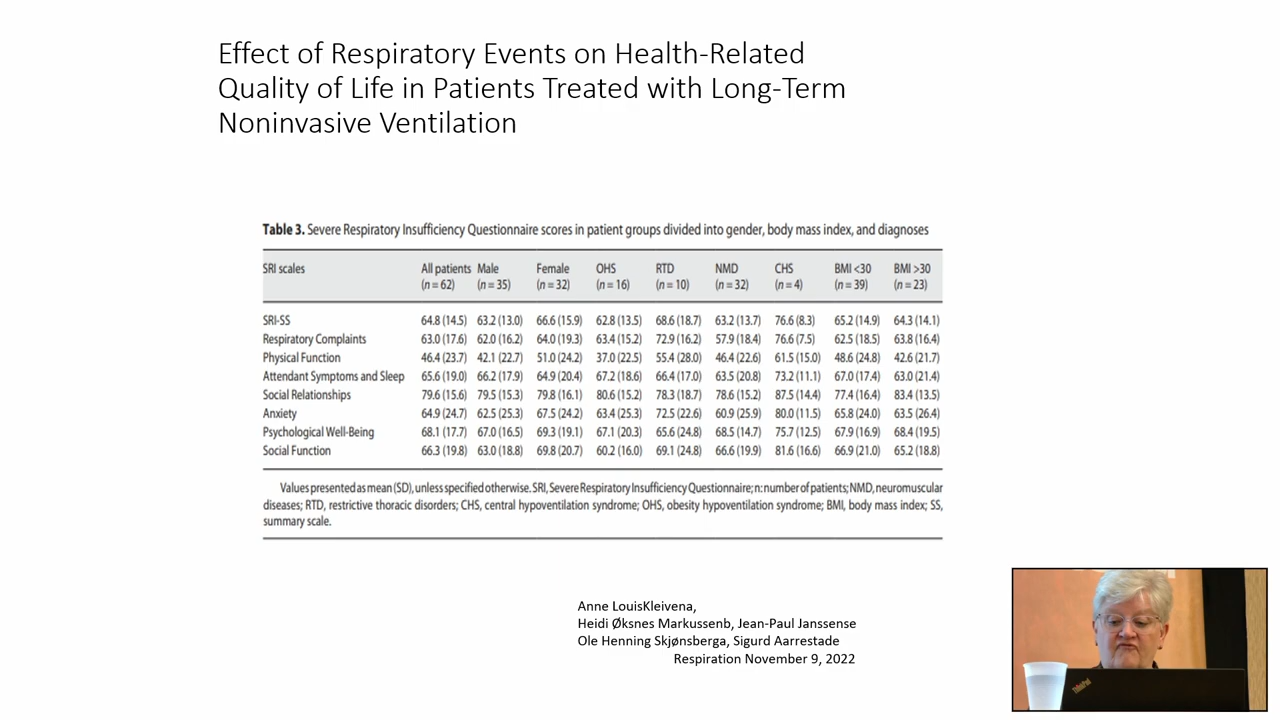 Effect of Respiratory Events on Health-Related
Quality of Life in Patients Treated with Long-Term
Noninvasive Ventilation
Table 3. Severe Respiratory Insufficiency Questionnaire scores in patient groups divided into gender, body mass index, and diagnoses
SRI scales All patients (n = 62) Male (n = 35) Female (n = 32) OHS (n = 16) RTD (n = 10) NMD (n = 32) CHS (n = 4) BMI <30 (n = 39) BMI >30 (n = 23)
SRI-SS 64.8 (14.5) 63.2 (13.0) 66.6 (15.9) 62.8 (13.5) 68.6 (18.7) 63.2 (13.7) 76.6 (8.3) 65.2 (14.9) 64.3 (14.1)
Respiratory Complaints 63.0 (17.6) 62.0 (16.2) 64.0 (19.3) 63.4 (15.2) 72.9 (16.2) 57.9 (18.4) 76.6 (7.5) 62.5 (18.5) 63.8 (16.4)
Physical Function 46.4 (23.7) 42.1 (22.7) 51.0 (24.2) 37.0 (22.5) 55.4 (28.0) 46.4 (22.6) 61.5 (15.0) 48.6 (24.8) 42.6 (21.7)
Attendant Symptoms and Sleep 65.6 (19.0) 66.2 (17.9) 64.9 (20.4) 67.2 (18.6) 66.4 (17.0) 63.5 (20.8) 73.2 (11.1) 67.0 (17.4) 63.0 (21.4)
Social Relationships 79.6 (15.6) 79.5 (15.3) 79.8 (16.1) 80.6 (15.2) 78.3 (18.7) 78.6 (15.2) 87.5 (14.4) 77.4 (16.4) 83.4 (13.5)
Anxiety 64.9 (24.7) 62.5 (25.3) 67.5 (24.2) 63.4 (25.3) 72.5 (22.6) 60.9 (25.9) 80.0 (11.5) 65.8 (24.0) 63.5 (26.4)
Psychological Well-Being 68.1 (17.7) 67.0 (16.5) 69.3 (19.1) 67.1 (20.3) 65.6 (24.8) 68.5 (14.7) 75.7 (12.5) 67.9 (16.9) 68.4 (19.5)
Social Function 66.3 (19.8) 63.0 (18.8) 69.8 (20.7) 60.2 (16.0) 69.1 (24.8) 66.6 (19.9) 81.6 (16.6) 66.9 (21.0) 65.2 (18.8)
Values presented as mean (SD), unless specified otherwise. SRI, Severe Respiratory Insufficiency Questionnaire; n: number of patients; NMD, neuromuscular
diseases; RTD, restrictive thoracic disorders; CHS, central hypoventilation syndrome; OHS, obesity hypoventilation syndrome; BMI, body mass index; SS,
summary scale.
Anne LouisKleivena,
Heidi Øksnes Markussenb, Jean-Paul Janssense
Ole Henning Skjønsberga, Sigurd Aarrestade
Respiration November 9, 2022
ThinkPad